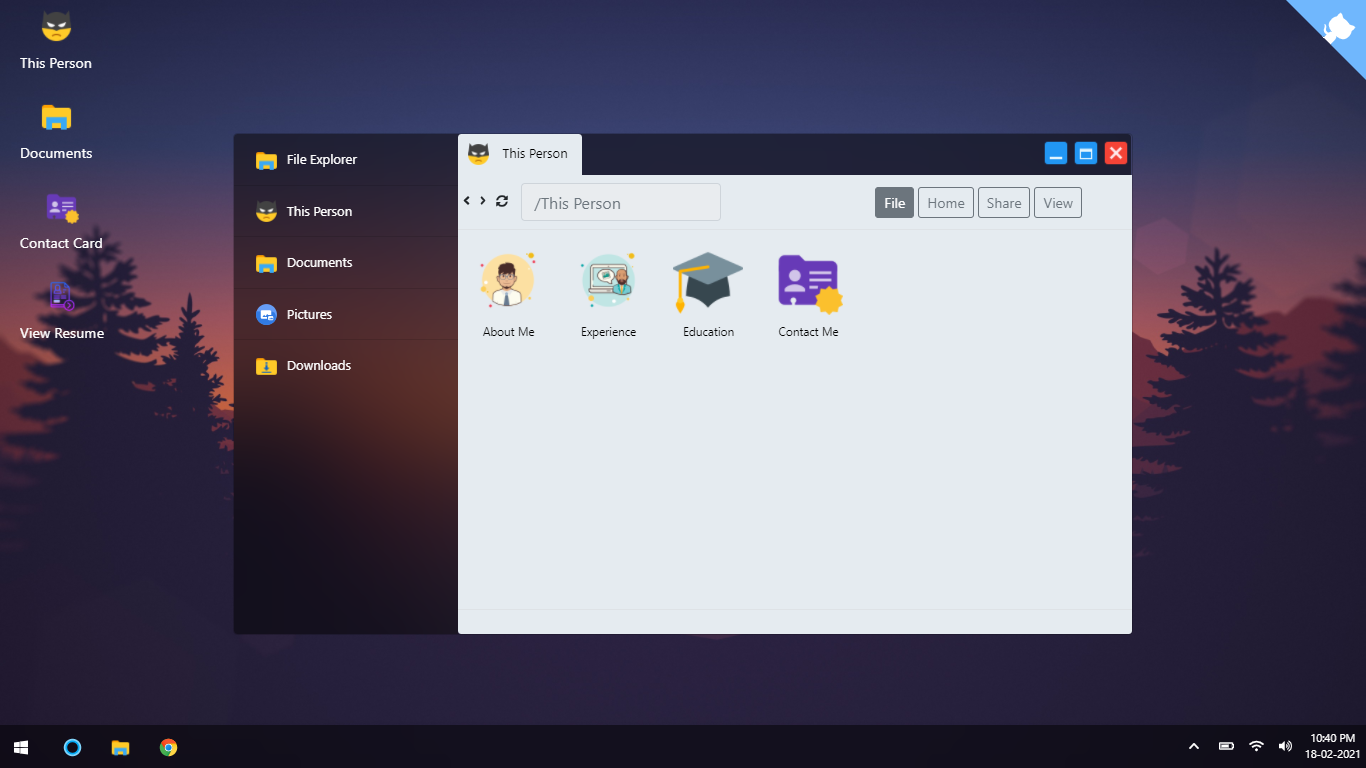 This Person
Documents
Contact Card
View Resume
File Explorer
This Person
Documents
Pictures
Downloads
This Person
/This Person
File Home Share View
About Me Experience Education Contact Me
10:40 PM
18-02-2021